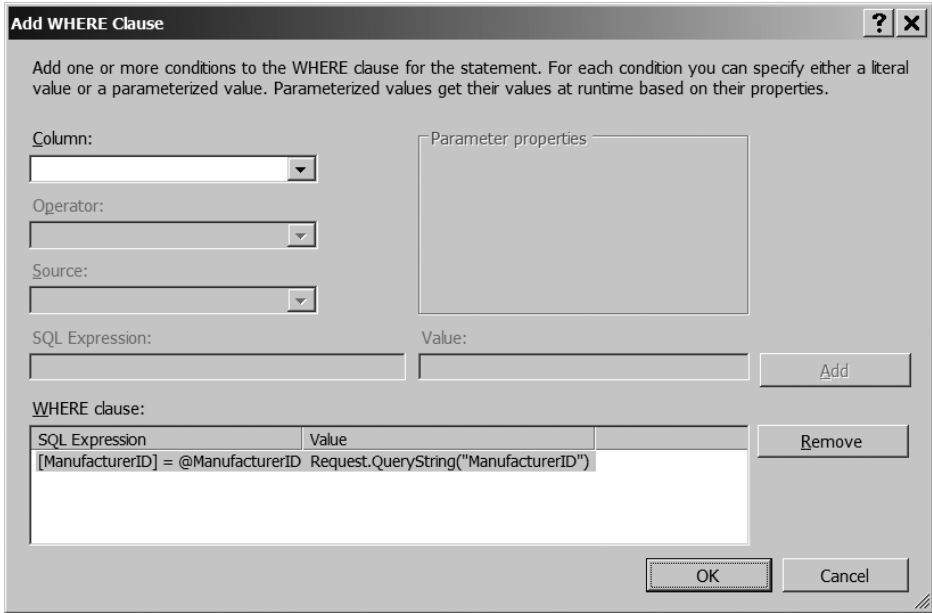 Add WHERE Clause
Add one or more conditions to the WHERE clause for the statement. For each condition you can specify either a literal
value or a parameterized value. Parameterized values get their values at runtime based on their properties.
Column:
Parameter properties
Operator:
Source:
SQL Expression:
Value:
Add
WHERE clause:
SQL Expression Value
Remove
[ManufacturerID] = @ManufacturerID Request.QueryString("ManufacturerID")
OK
Cancel